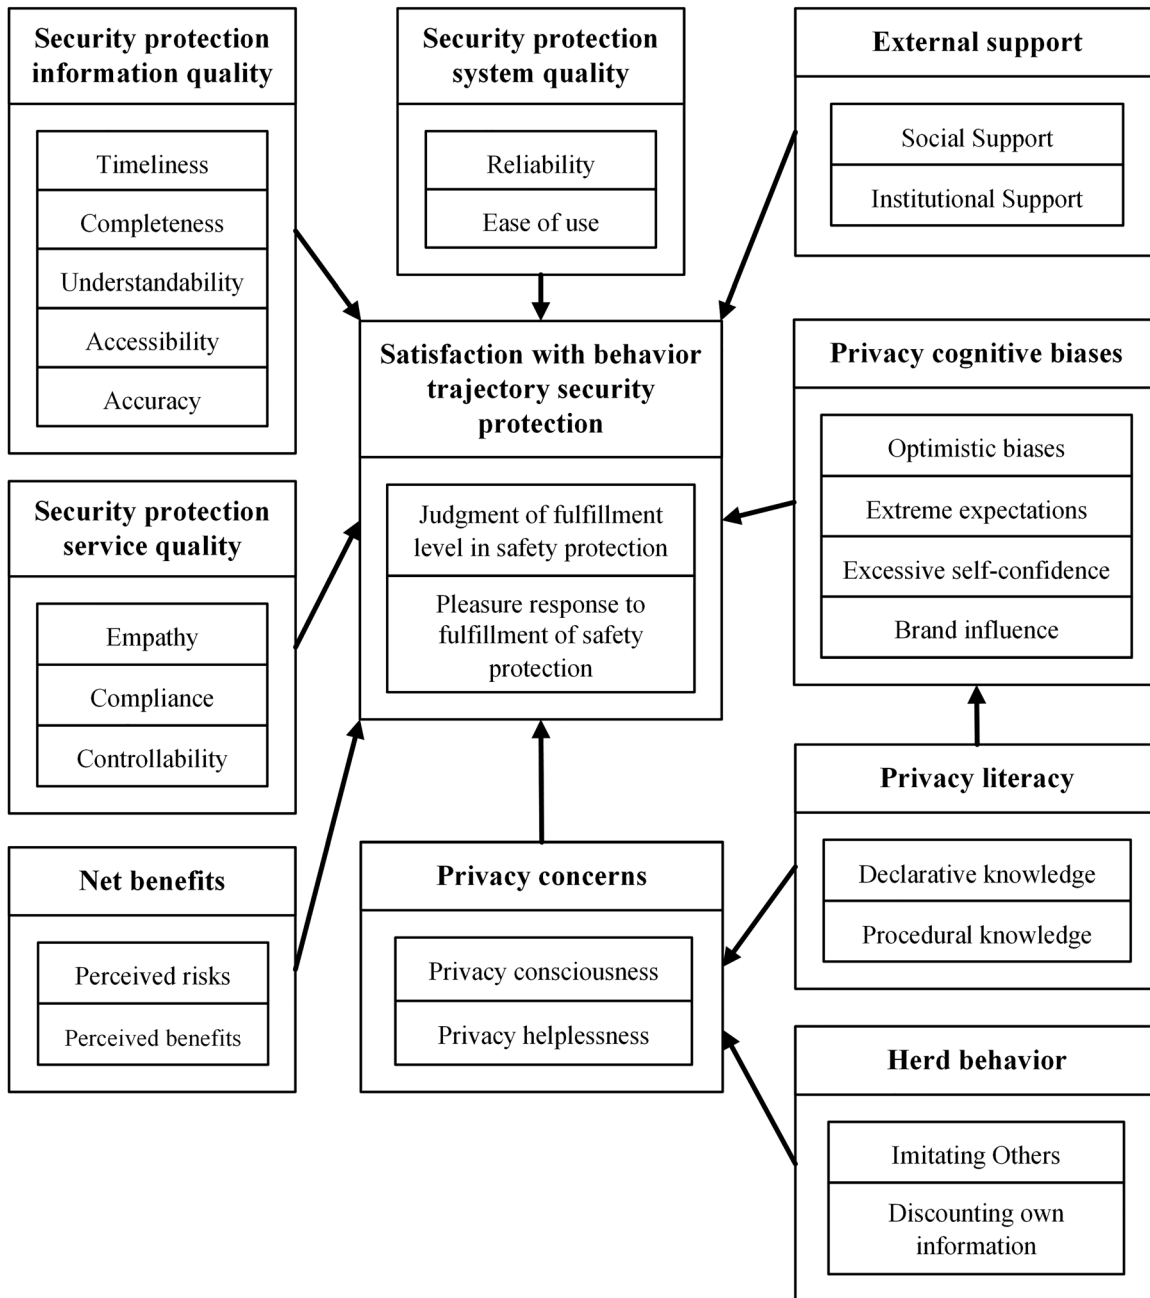 Security protection
information quality
Timeliness
Completeness
Understandability
Accessibility
Accuracy
Security protection
system quality
Reliability
Ease of use
External support
Social Support
Institutional Support
Satisfaction with behavior
trajectory security
protection
Judgment of fulfillment
level in safety protection
Pleasure response to
fulfillment of safety
protection
Privacy cognitive biases
Optimistic biases
Extreme expectations
Excessive self-confidence
Brand influence
Security protection
service quality
Empathy
Compliance
Controllability
Net benefits
Perceived risks
Perceived benefits
Privacy concerns
Privacy consciousness
Privacy helplessness
Privacy literacy
Declarative knowledge
Procedural knowledge
Herd behavior
Imitating Others
Discounting own
information